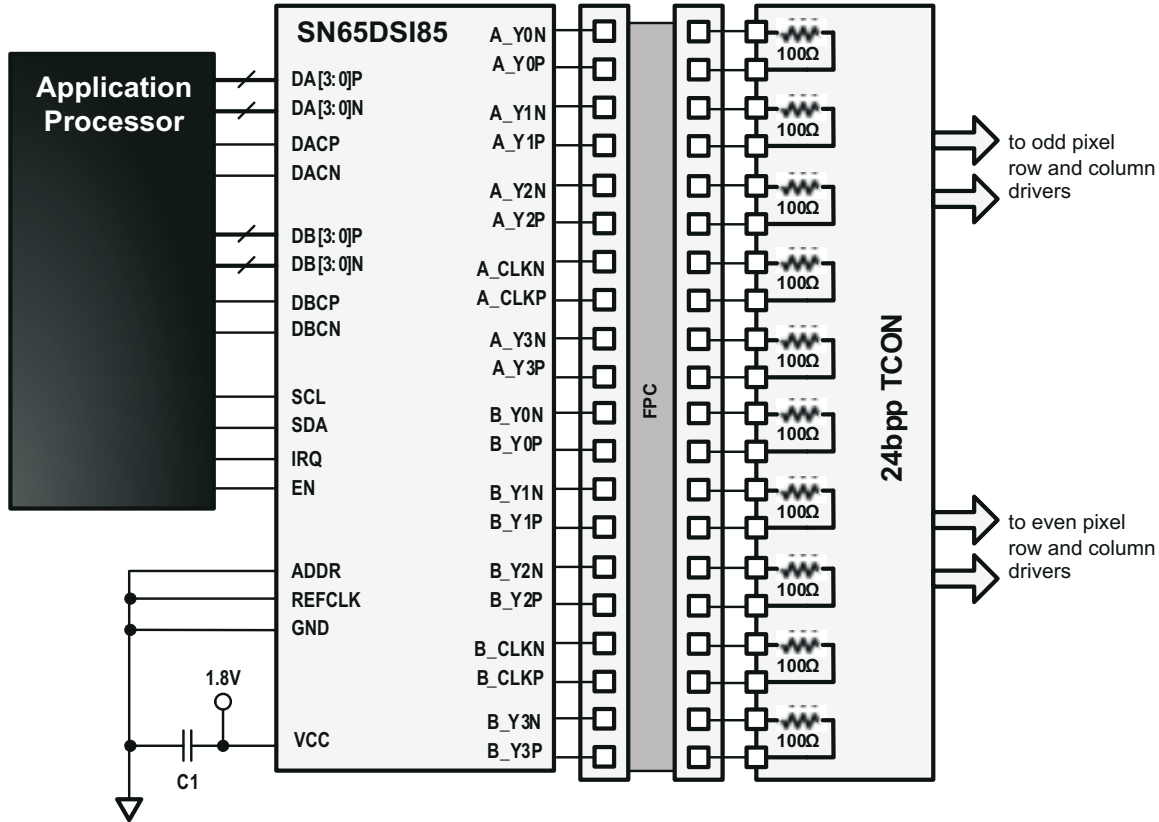 SN65DSI85
Application
Processor
DA[3:0]P
DA[3:0]N
DACP
DACN
DB[3:0]P
DB[3:0]N
DBCP
DBCN
SCL
SDA
IRQ
EN
ADDR
REFCLK
GND
VCC
1.8V
C1
A_Y0N
A_Y0P
A_Y1N
A_Y1P
A_Y2N
A_Y2P
A_CLKN
A_CLKP
A_Y3N
A_Y3P
B_Y0N
B_Y0P
B_Y1N
B_Y1P
B_Y2N
B_Y2P
B_CLKN
B_CLKP
B_Y3N
B_Y3P
FPC
100Ω
100Ω
100Ω
100Ω
100Ω
100Ω
100Ω
100Ω
100Ω
100Ω
24bpp TCON
to odd pixel
row and column
drivers
to even pixel
row and column
drivers